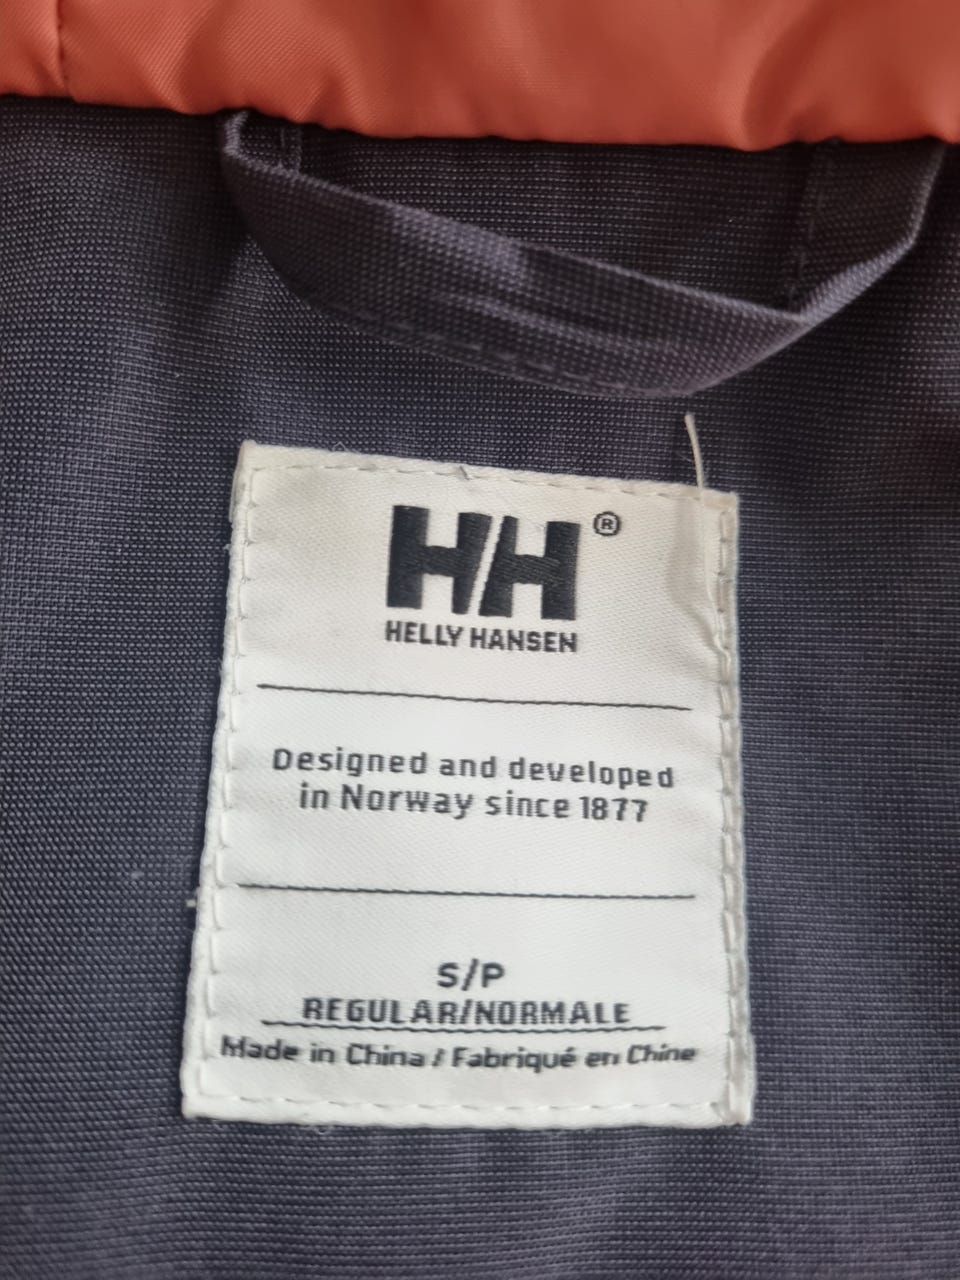 HH®
HELLY HANSEN
Designed and developed
in Norway since 1877
S/P
REGULAR/NORMALE
Made in China / Fabriqué en Chine